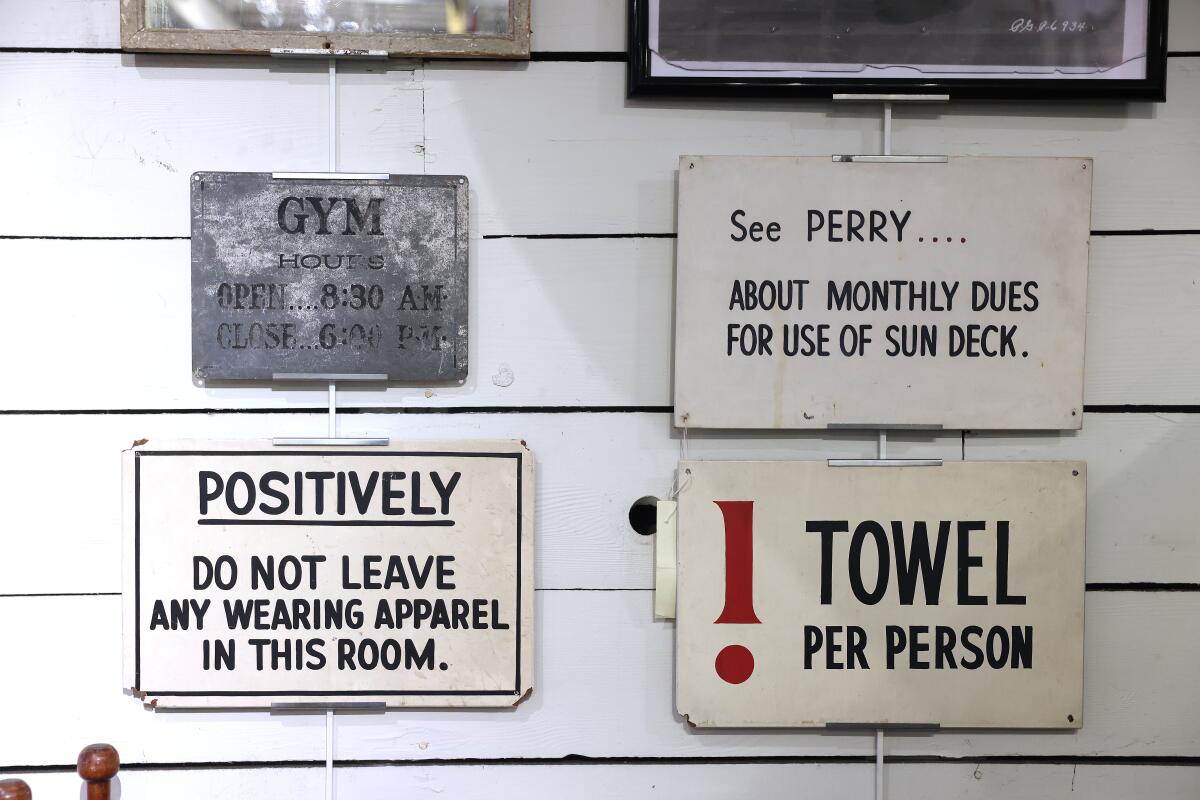 GYM
HOURS
OPEN....8:30 AM.
CLOSE...6:00 P.M.
See PERRY....
ABOUT MONTHLY DUES
FOR USE OF SUN DECK.
POSITIVELY
DO NOT LEAVE
ANY WEARING APPAREL
IN THIS ROOM.
! TOWEL
PER PERSON